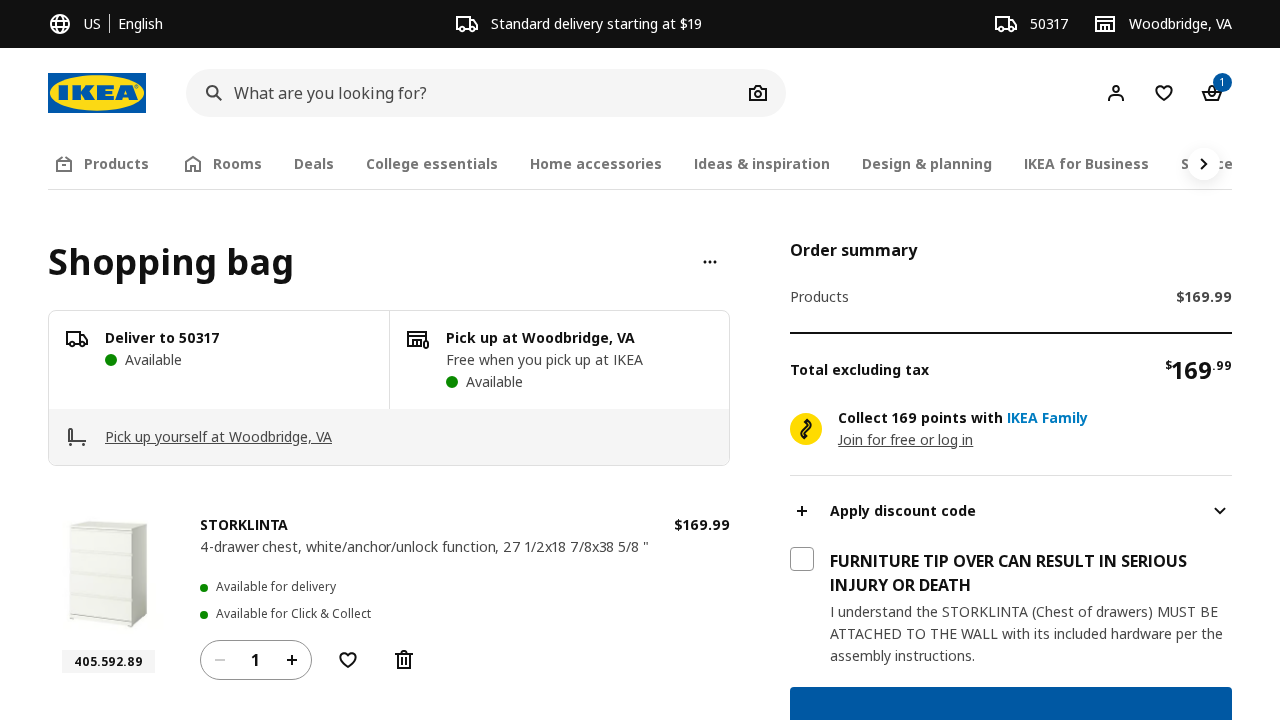 US English
Standard delivery starting at $19
50317
Woodbridge, VA
IKEA
What are you looking for?
1
Products
Rooms
Deals
College essentials
Home accessories
Ideas & inspiration
Design & planning
IKEA for Business
Shopping bag
Deliver to 50317
Available
Pick up at Woodbridge, VA
Free when you pick up at IKEA
Available
Pick up yourself at Woodbridge, VA
STORKLINTA
$169.99
4-drawer chest, white/anchor/unlock function, 27 1/2x18 7/8x38 5/8 "
Available for delivery
Available for Click & Collect
405.592.89
1
Order summary
Products
$169.99
Total excluding tax
$169.99
Collect 169 points with IKEA Family
Join for free or log in
Apply discount code
FURNITURE TIP OVER CAN RESULT IN SERIOUS
INJURY OR DEATH
I understand the STORKLINTA (Chest of drawers) MUST BE
ATTACHED TO THE WALL with its included hardware per the
assembly instructions.